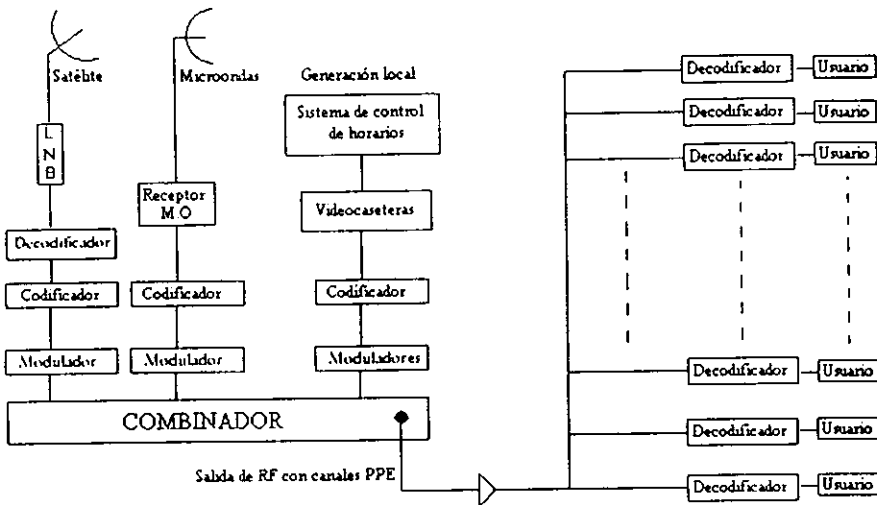 Satélite
Microondas
Generación local
Sistema de control
de horarios
L
N
B
Receptor
M.O
Videocaseteras
Decodificador
Codificador
Codificador
Codificador
Modulador
Modulador
Moduladores
COMBINADOR
Salida de RF con canales PPE
Decodificador
Usuario
Decodificador
Usuario
Decodificador
Usuario
Decodificador
Usuario
Decodificador
Usuario
Decodificador
Usuario